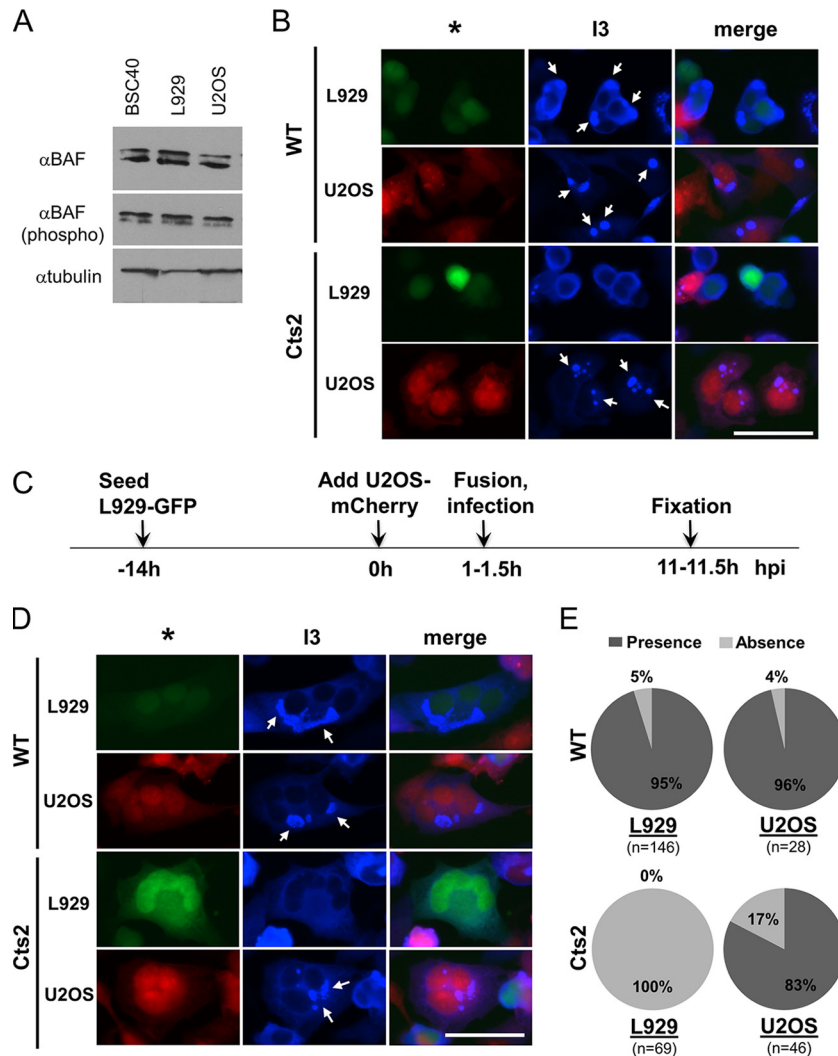 A
BSC40
L929
U2OS
αBAF
αBAF
(phospho)
αtubulin
B
* I3 merge
WT
L929
U2OS
Cts2
L929
U2OS
C
Seed
L929-GFP
Add U2OS-
mCherry
Fusion,
infection
Fixation
-14h 0h 1-1.5h 11-11.5h hpi
D
* I3 merge
WT
L929
U2OS
Cts2
L929
U2OS
E
Presence Absence
WT
5% 4%
95% 96%
L929 U2OS
(n=146) (n=28)
Cts2
0%
17%
100% 83%
L929 U2OS
(n=69) (n=46)